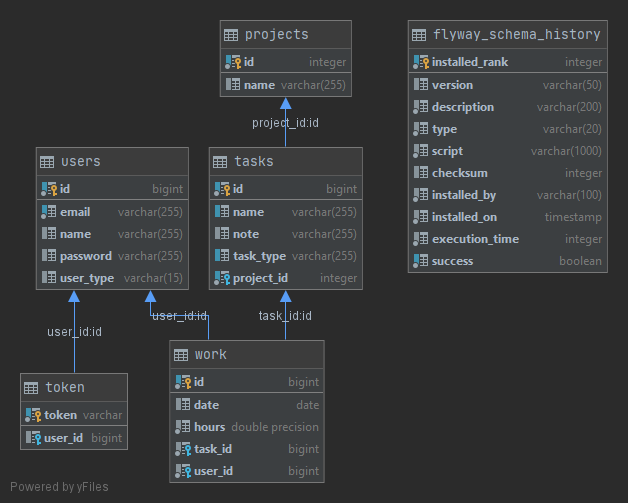 projects
id integer
name varchar(255)
flyway_schema_history
installed_rank integer
version varchar(50)
description varchar(200)
type varchar(20)
script varchar(1000)
checksum integer
installed_by varchar(100)
installed_on timestamp
execution_time integer
success boolean
project_id:id
users
id bigint
email varchar(255)
name varchar(255)
password varchar(255)
user_type varchar(15)
tasks
id bigint
name varchar(255)
note varchar(255)
task_type varchar(255)
project_id integer
user_id:id
user_id:id
task_id:id
token
token varchar
user_id bigint
work
id bigint
date date
hours double precision
task_id bigint
user_id bigint
Powered by yFiles